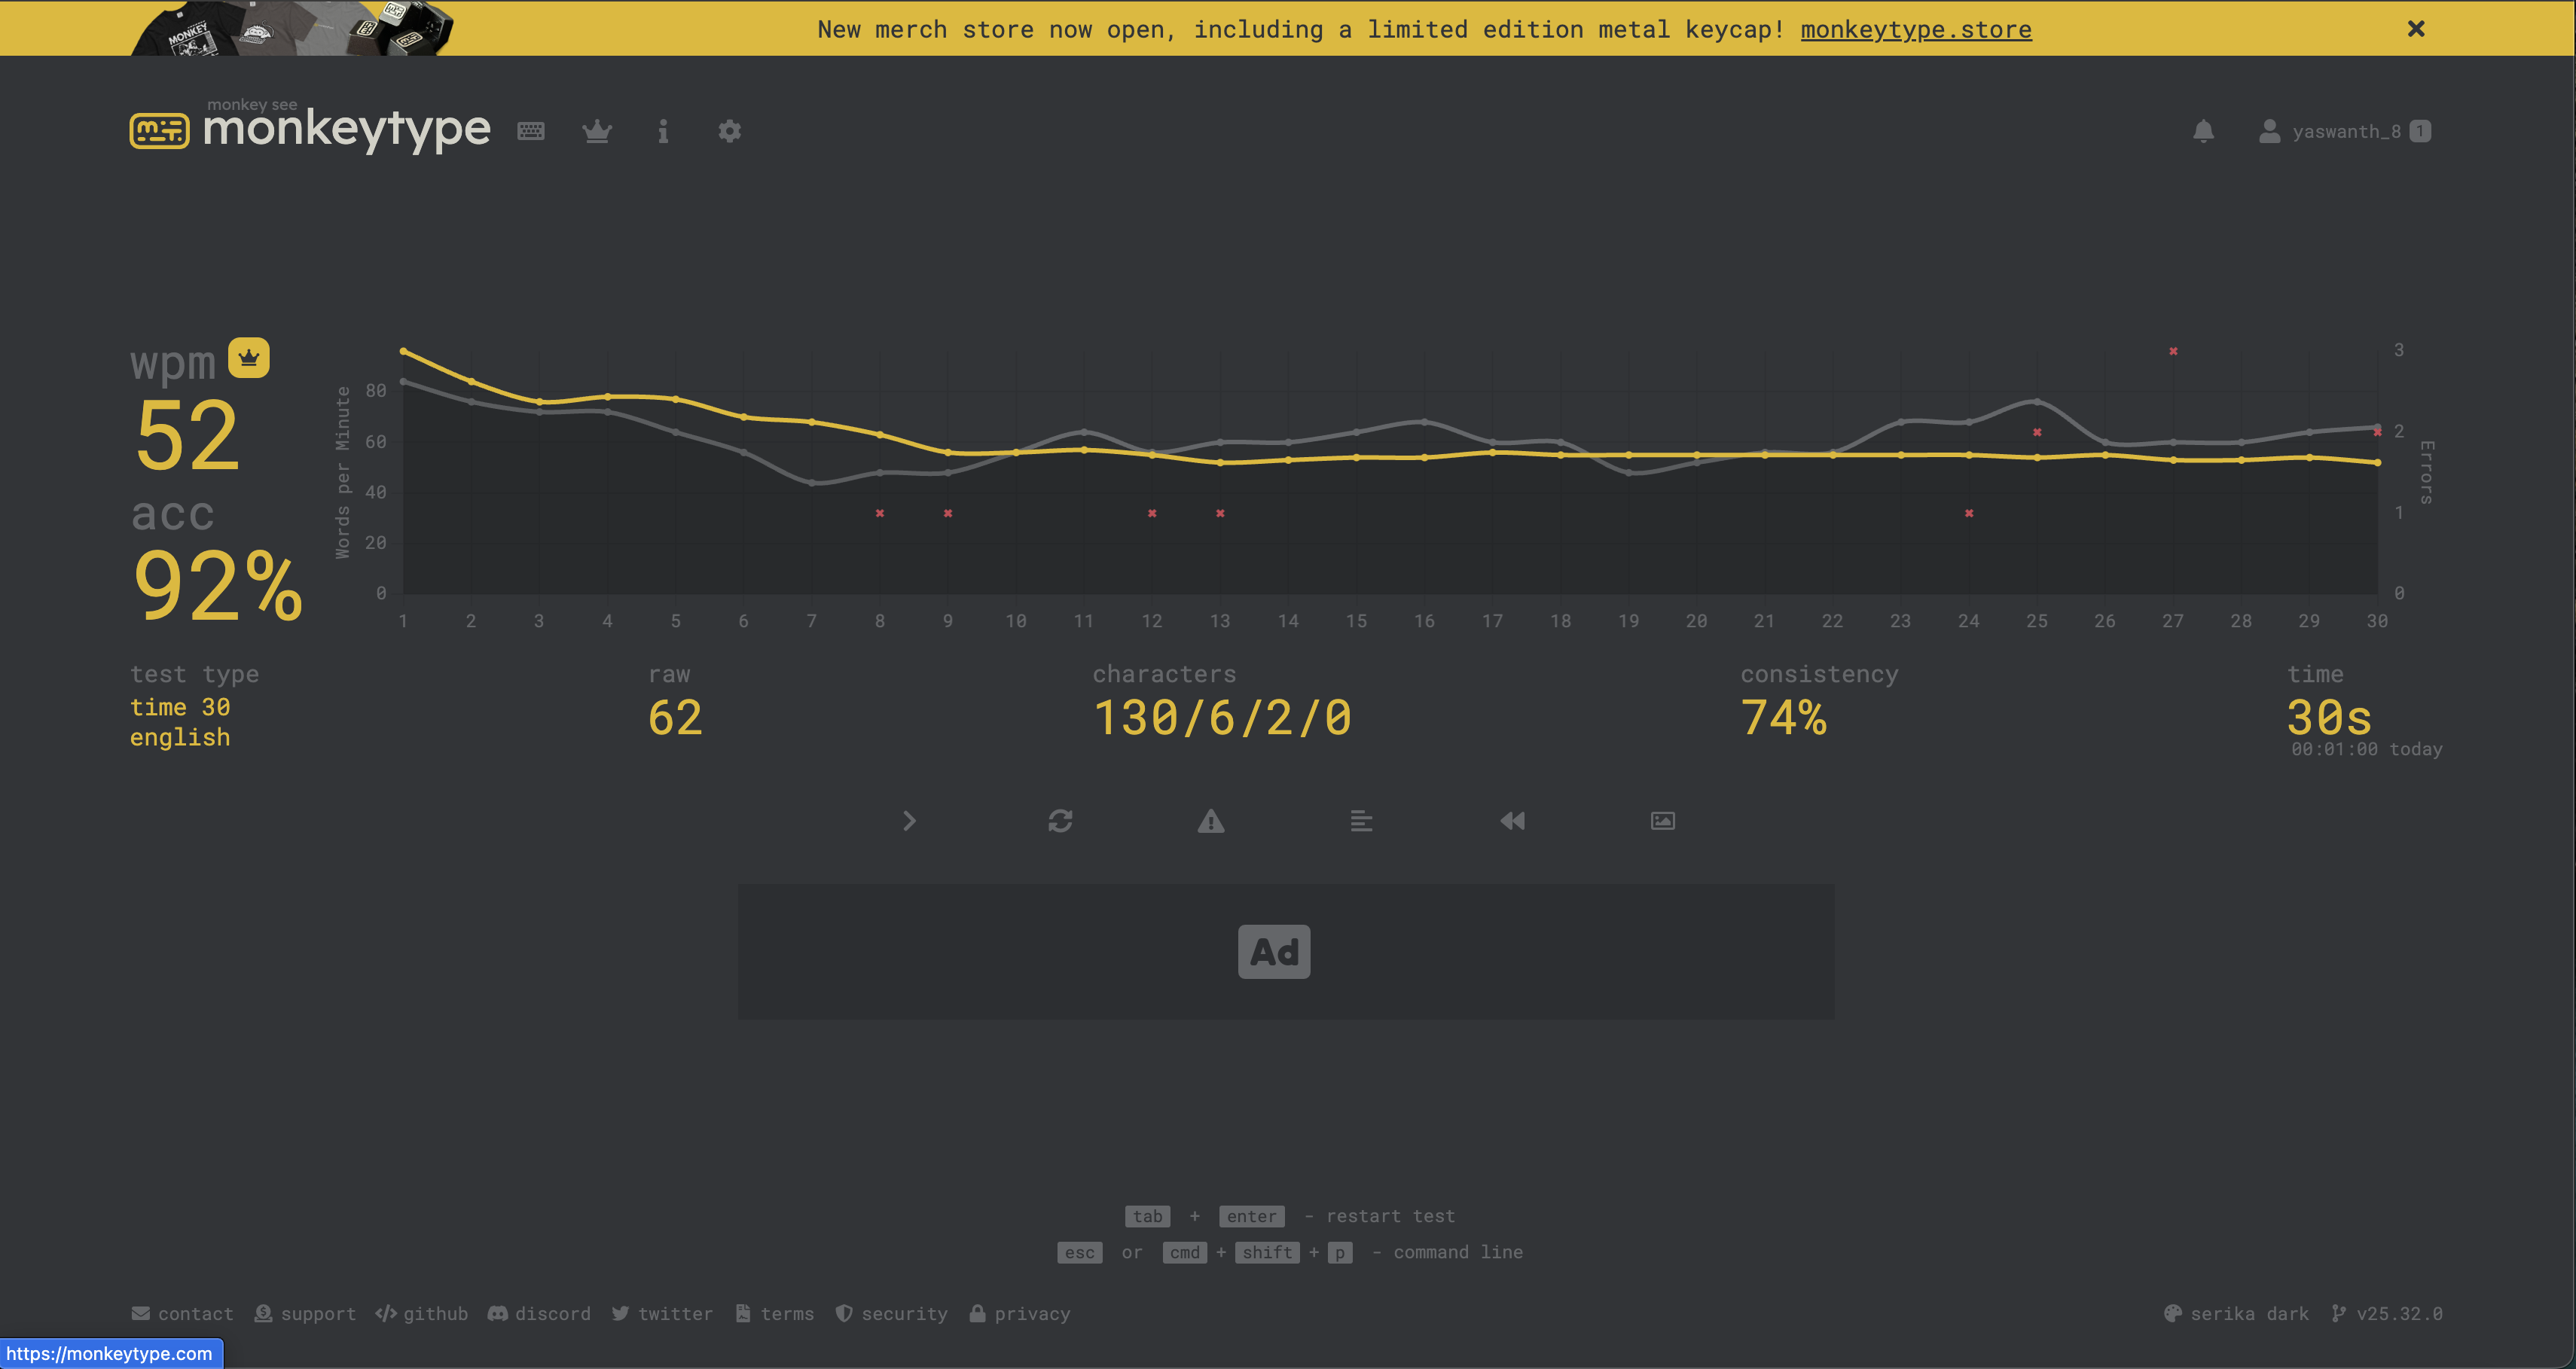 MONKEY
New merch store now open, including a limited edition metal keycap! monkeytype.store
monkey see
monkeytype
yaswanth_8 1
wpm
52
acc
92%
Words per Minute
80
60
40
20
0
1 2 3 4 5 6 7 8 9 10 11 12 13 14 15 16 17 18 19 20 21 22 23 24 25 26 27 28 29 30
3
2
1
0
Errors
test type
time 30
english
raw
62
characters
130/6/2/0
consistency
74%
time
30s
00:01:00 today
Ad
tab + enter - restart test
esc or cmd + shift + p - command line
contact support github discord twitter terms security privacy
serika dark v25.32.0
https://monkeytype.com